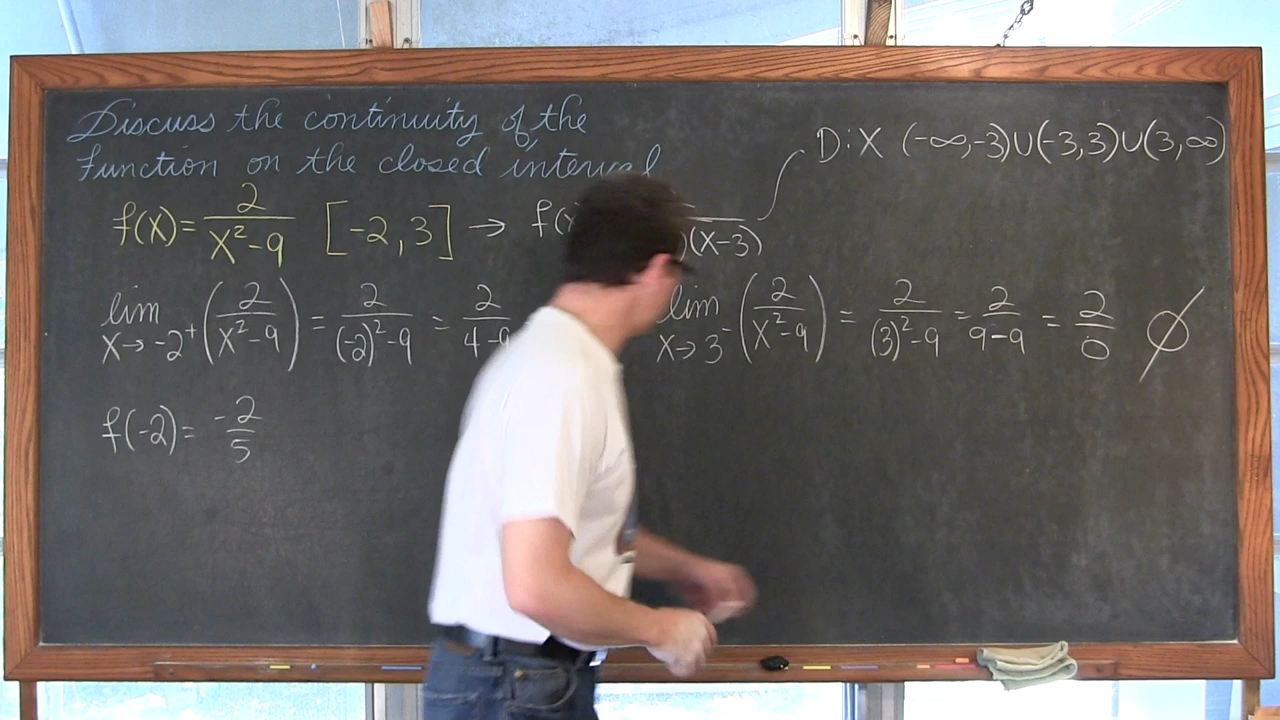 Discuss the continuity of the
function on the closed interval
D: X (-∞,-3)∪(-3,3)∪(3,∞)
f(x)= 2/(x²-9) [-2,3] → f(x )(x-3)
lim x→-2⁺ (2/(x²-9)) = 2/((-2)²-9) = 2/(4-9
lim x→3⁻ (2/(x²-9)) = 2/((3)²-9) = 2/(9-9) = 2/0 ∅
f(-2)= -2/5